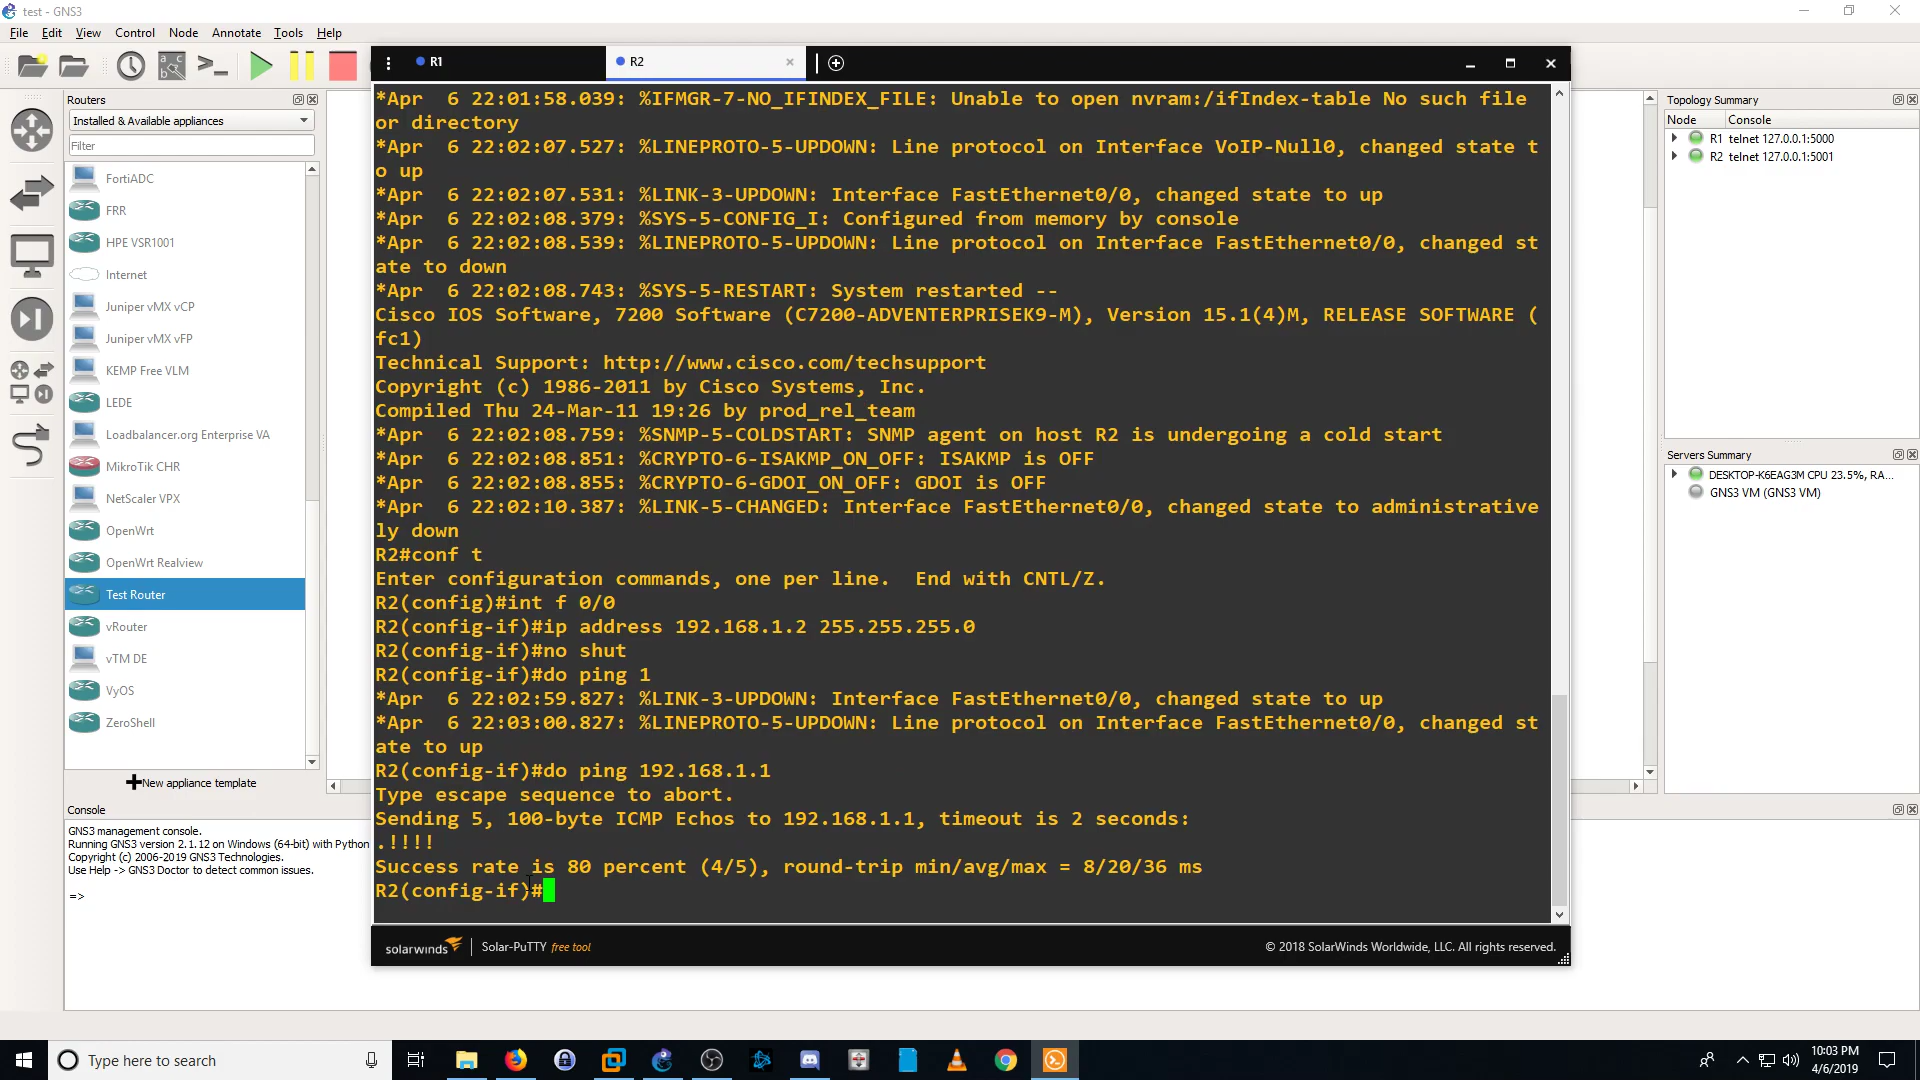 test - GNS3
File Edit View Control Node Annotate Tools Help
R1
R2
Routers
Installed & Available appliances
Filter
FortiADC
FRR
HPE VSR1001
Internet
Juniper vMX vCP
Juniper vMX vFP
KEMP Free VLM
LEDE
Loadbalancer.org Enterprise VA
MikroTik CHR
NetScaler VPX
OpenWrt
OpenWrt Realview
Test Router
vRouter
vTM DE
VyOS
ZeroShell
New appliance template
*Apr  6 22:01:58.039: %IFMGR-7-NO_IFINDEX_FILE: Unable to open nvram:/ifIndex-table No such file
or directory
*Apr  6 22:02:07.527: %LINEPROTO-5-UPDOWN: Line protocol on Interface VoIP-Null0, changed state t
o up
*Apr  6 22:02:07.531: %LINK-3-UPDOWN: Interface FastEthernet0/0, changed state to up
*Apr  6 22:02:08.379: %SYS-5-CONFIG_I: Configured from memory by console
*Apr  6 22:02:08.539: %LINEPROTO-5-UPDOWN: Line protocol on Interface FastEthernet0/0, changed st
ate to down
*Apr  6 22:02:08.743: %SYS-5-RESTART: System restarted --
Cisco IOS Software, 7200 Software (C7200-ADVENTERPRISEK9-M), Version 15.1(4)M, RELEASE SOFTWARE (
fc1)
Technical Support: http://www.cisco.com/techsupport
Copyright (c) 1986-2011 by Cisco Systems, Inc.
Compiled Thu 24-Mar-11 19:26 by prod_rel_team
*Apr  6 22:02:08.759: %SNMP-5-COLDSTART: SNMP agent on host R2 is undergoing a cold start
*Apr  6 22:02:08.851: %CRYPTO-6-ISAKMP_ON_OFF: ISAKMP is OFF
*Apr  6 22:02:08.855: %CRYPTO-6-GDOI_ON_OFF: GDOI is OFF
*Apr  6 22:02:10.387: %LINK-5-CHANGED: Interface FastEthernet0/0, changed state to administrative
ly down
R2#conf t
Enter configuration commands, one per line.  End with CNTL/Z.
R2(config)#int f 0/0
R2(config-if)#ip address 192.168.1.2 255.255.255.0
R2(config-if)#no shut
R2(config-if)#do ping 1
*Apr  6 22:02:59.827: %LINK-3-UPDOWN: Interface FastEthernet0/0, changed state to up
*Apr  6 22:03:00.827: %LINEPROTO-5-UPDOWN: Line protocol on Interface FastEthernet0/0, changed st
ate to up
R2(config-if)#do ping 192.168.1.1
Type escape sequence to abort.
Sending 5, 100-byte ICMP Echos to 192.168.1.1, timeout is 2 seconds:
.!!!!
Success rate is 80 percent (4/5), round-trip min/avg/max = 8/20/36 ms
R2(config-if)#
solarwinds Solar-PuTTY free tool
© 2018 SolarWinds Worldwide, LLC. All rights reserved.
Topology Summary
Node Console
R1 telnet 127.0.0.1:5000
R2 telnet 127.0.0.1:5001
Servers Summary
DESKTOP-K6EAG3M CPU 23.5%, RA...
GNS3 VM (GNS3 VM)
Console
GNS3 management console.
Running GNS3 version 2.1.12 on Windows (64-bit) with Python
Copyright (c) 2006-2019 GNS3 Technologies.
Use Help -> GNS3 Doctor to detect common issues.
=>
Type here to search
10:03 PM
4/6/2019